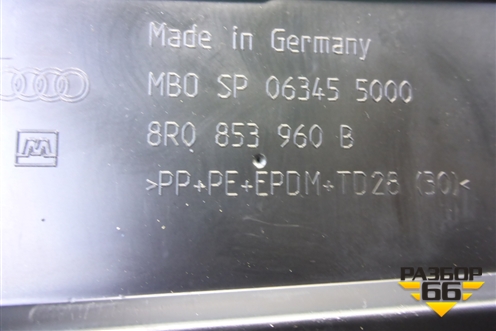 Made in Germany
MBO SP 06345 5000
8R0 853 960 B
>PP+PE+EPDM+TD28 (30)<
РАЗБОР
66